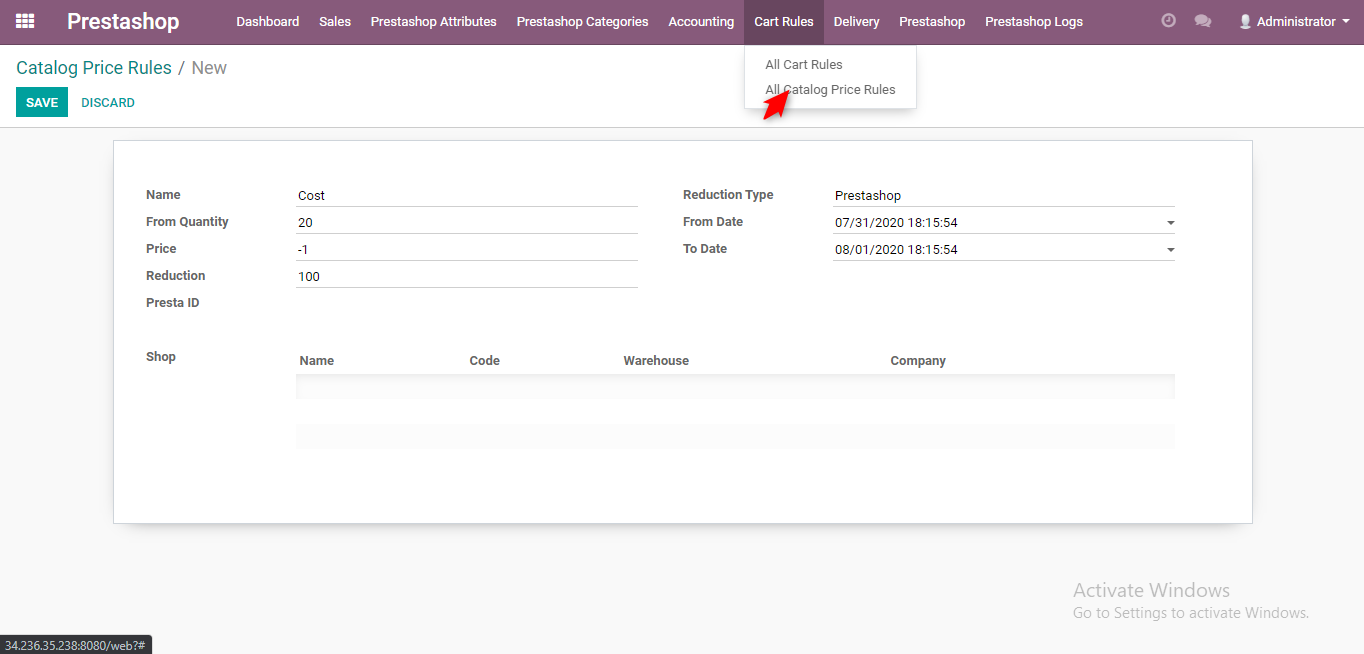 Prestashop Dashboard Sales Prestashop Attributes Prestashop Categories Accounting Cart Rules Delivery Prestashop Prestashop Logs Administrator
Catalog Price Rules / New
All Cart Rules
All Catalog Price Rules
SAVE DISCARD
Name Cost Reduction Type Prestashop
From Quantity 20 From Date 07/31/2020 18:15:54
Price -1 To Date 08/01/2020 18:15:54
Reduction 100
Presta ID
Shop Name Code Warehouse Company
Activate Windows
Go to Settings to activate Windows.
34.236.35.238:8080/web?#